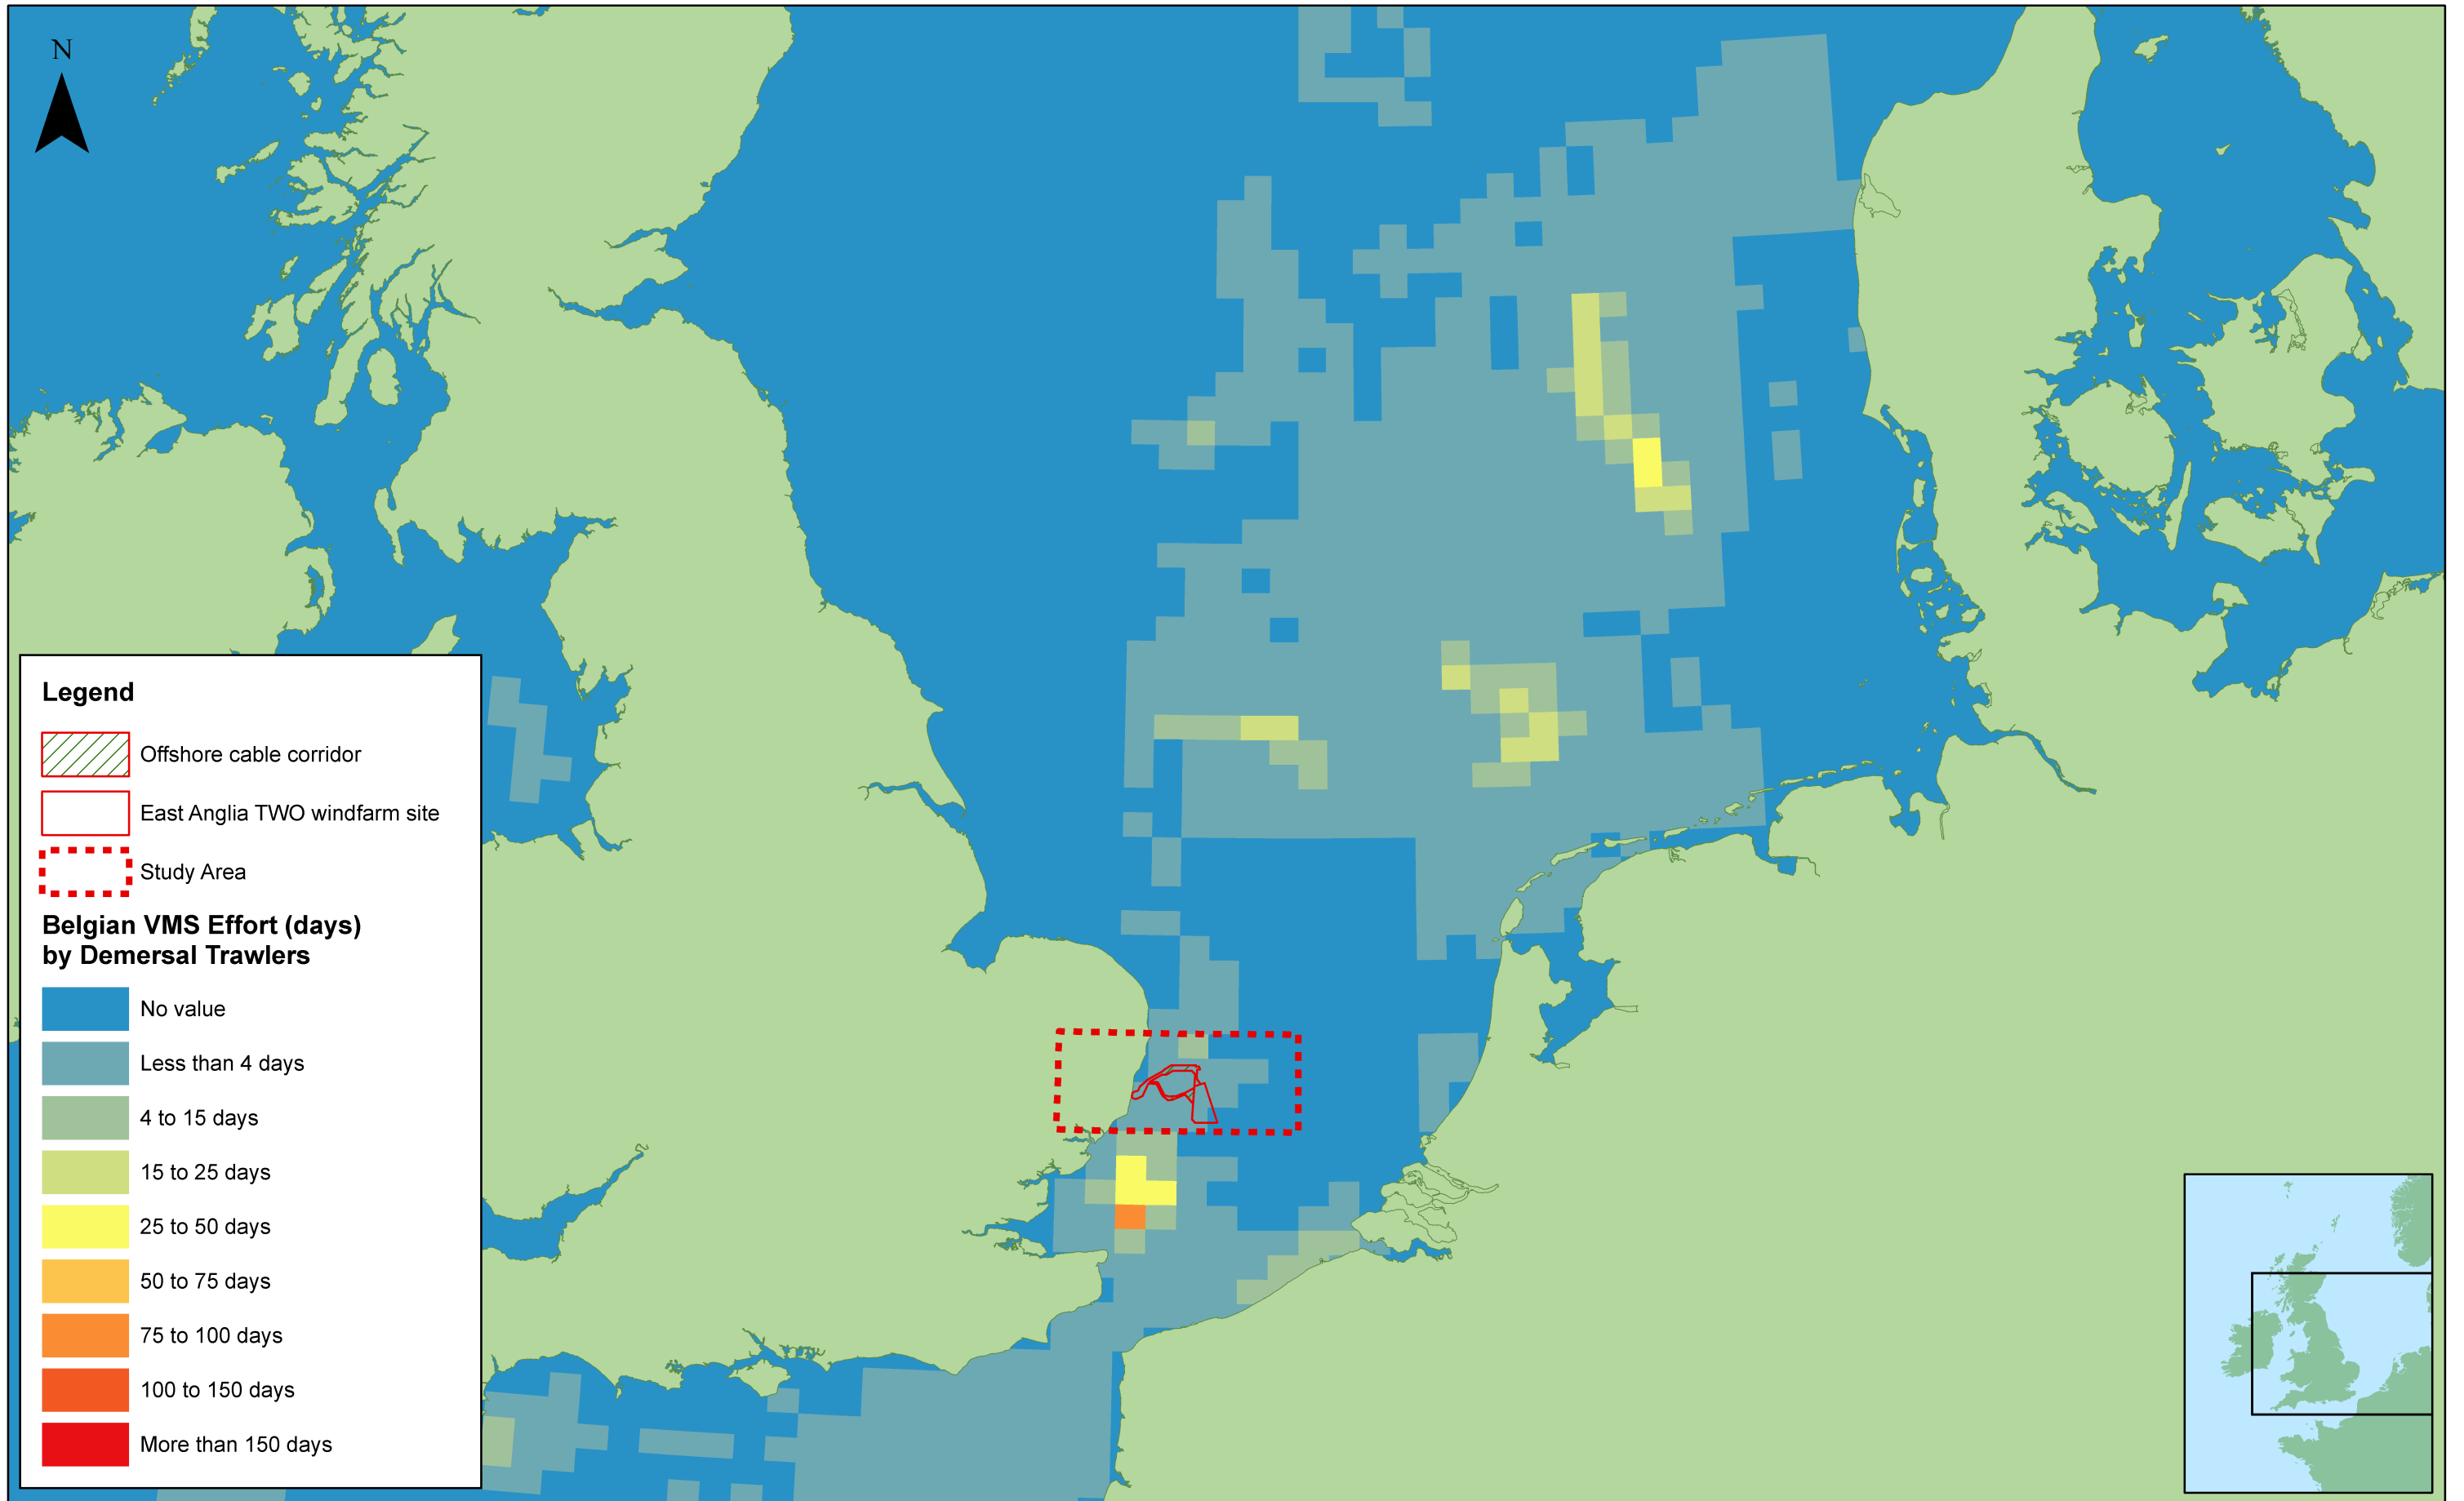 N
Legend
Offshore cable corridor
East Anglia TWO windfarm site
Study Area
Belgian VMS Effort (days)
by Demersal Trawlers
No value
Less than 4 days
4 to 15 days
15 to 25 days
25 to 50 days
50 to 75 days
75 to 100 days
100 to 150 days
More than 150 days